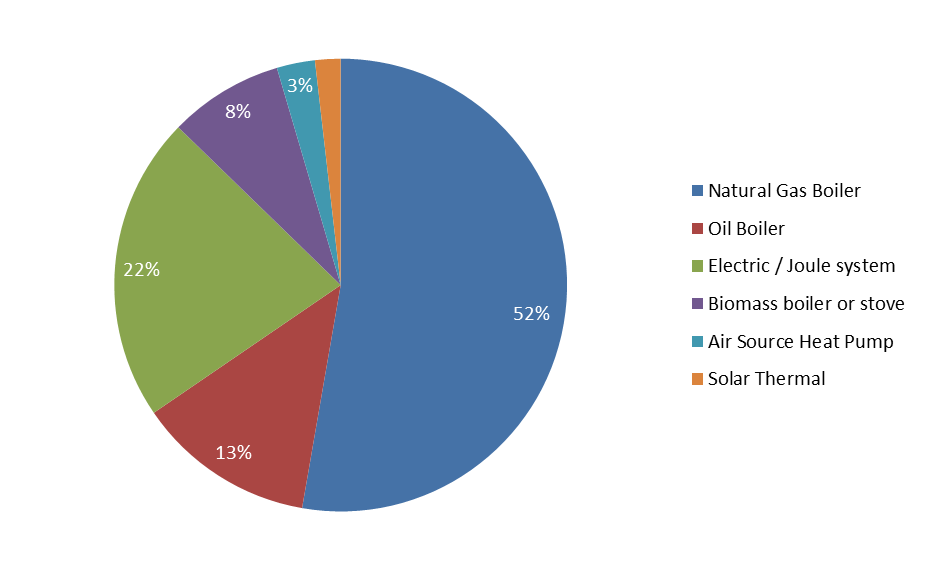 3%
8%
22%
52%
13%
Natural Gas Boiler
Oil Boiler
Electric / Joule system
Biomass boiler or stove
Air Source Heat Pump
Solar Thermal